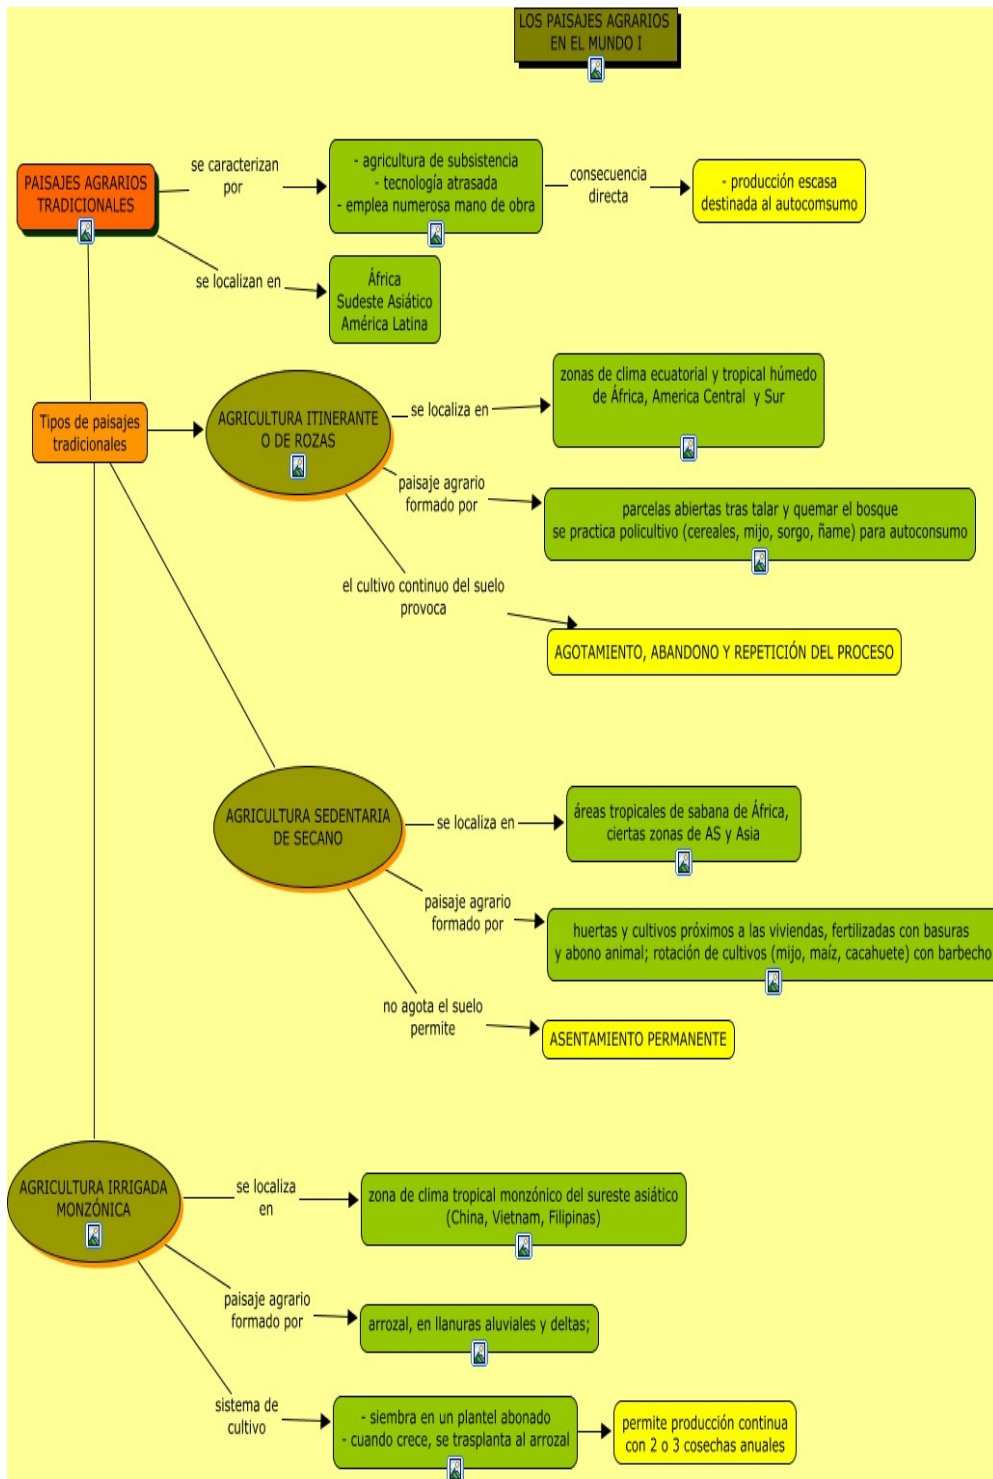 LOS PAISAJES AGRARIOS
EN EL MUNDO I
PAISAJES AGRARIOS
TRADICIONALES
se caracterizan
por
- agricultura de subsistencia
- tecnología atrasada
- emplea numerosa mano de obra
consecuencia
directa
- producción escasa
destinada al autocomsumo
se localizan en
África
Sudeste Asiático
América Latina
Tipos de paisajes
tradicionales
AGRICULTURA ITINERANTE
O DE ROZAS
se localiza en
zonas de clima ecuatorial y tropical húmedo
de África, America Central y Sur
paisaje agrario
formado por
parcelas abiertas tras talar y quemar el bosque
se practica policultivo (cereales, mijo, sorgo, ñame) para autoconsumo
el cultivo continuo del suelo
provoca
AGOTAMIENTO, ABANDONO Y REPETICIÓN DEL PROCESO
AGRICULTURA SEDENTARIA
DE SECANO
se localiza en
áreas tropicales de sabana de África,
ciertas zonas de AS y Asia
paisaje agrario
formado por
huertas y cultivos próximos a las viviendas, fertilizadas con basuras
y abono animal; rotación de cultivos (mijo, maíz, cacahuete) con barbecho
no agota el suelo
permite
ASENTAMIENTO PERMANENTE
AGRICULTURA IRRIGADA
MONZÓNICA
se localiza
en
zona de clima tropical monzónico del sureste asiático
(China, Vietnam, Filipinas)
paisaje agrario
formado por
arrozal, en llanuras aluviales y deltas;
sistema de
cultivo
- siembra en un plantel abonado
- cuando crece, se trasplanta al arrozal
permite producción continua
con 2 o 3 cosechas anuales